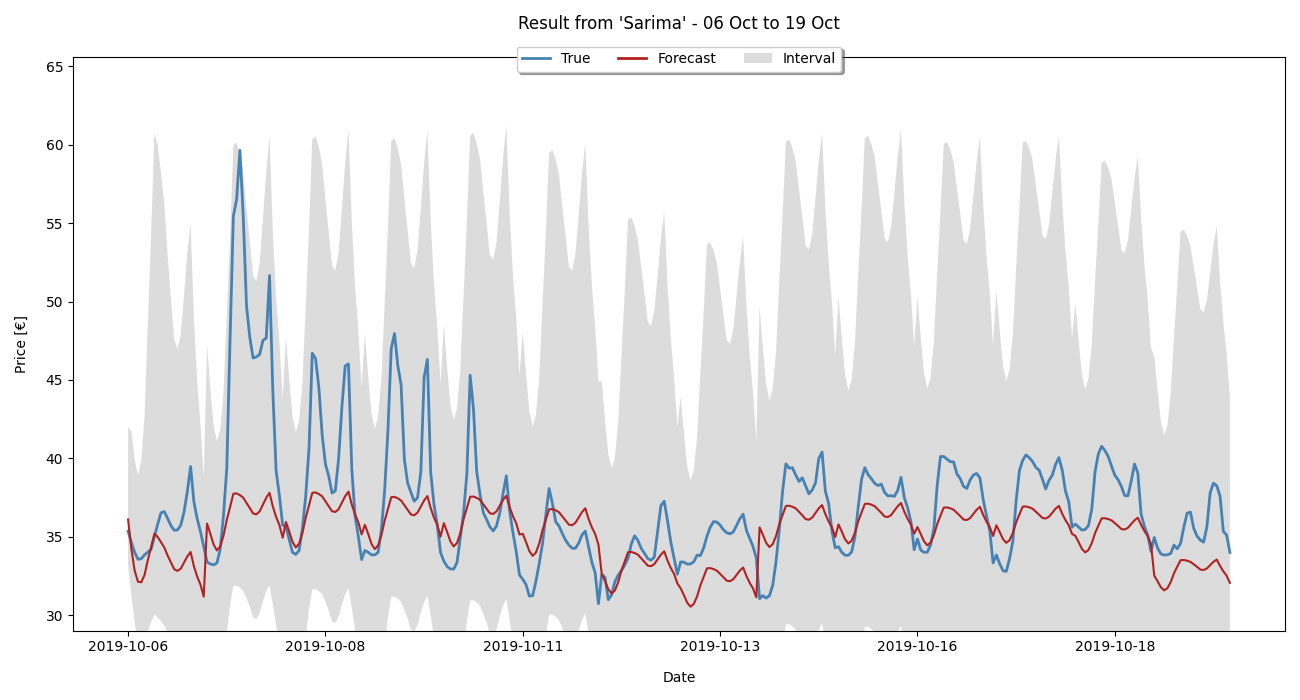 Result from 'Sarima' - 06 Oct to 19 Oct
True Forecast Interval
65
60
55
50
45
40
35
30
Price [€]
2019-10-06 2019-10-08 2019-10-11 2019-10-13 2019-10-16 2019-10-18
Date